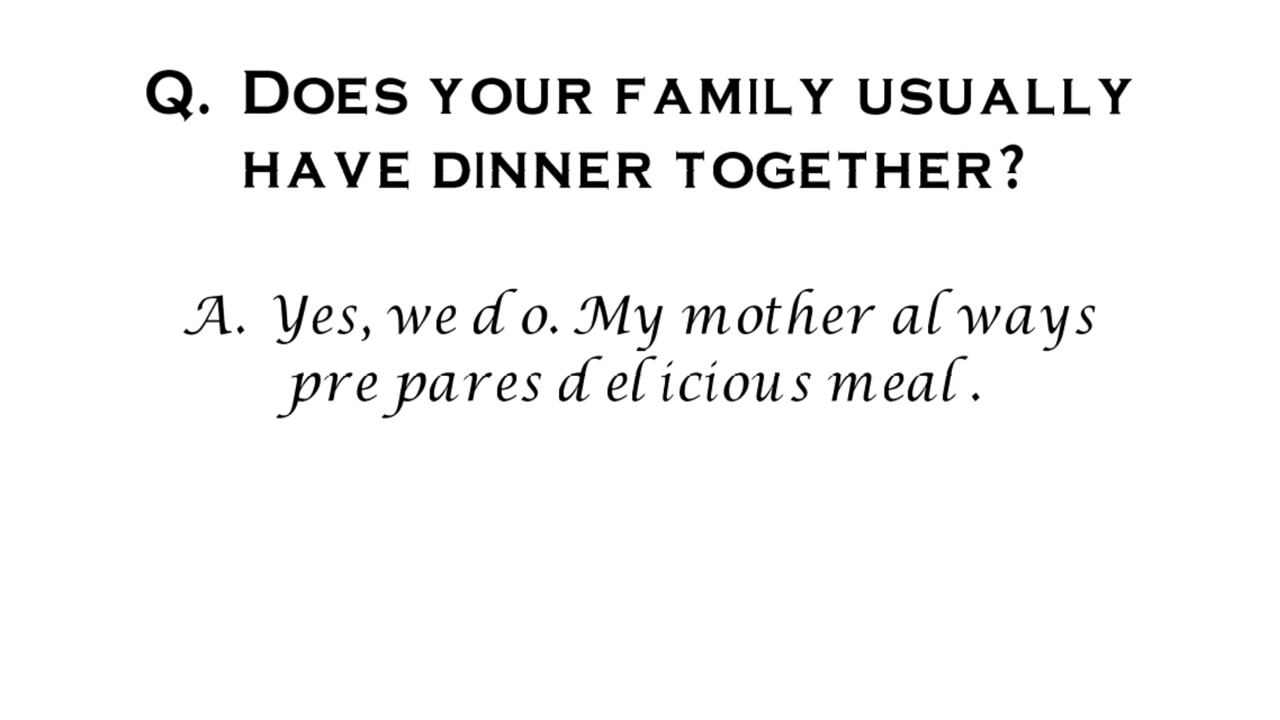 Q. Does your family usually
have dinner together?
A. Yes, we do. My mother always
prepares delicious meal.